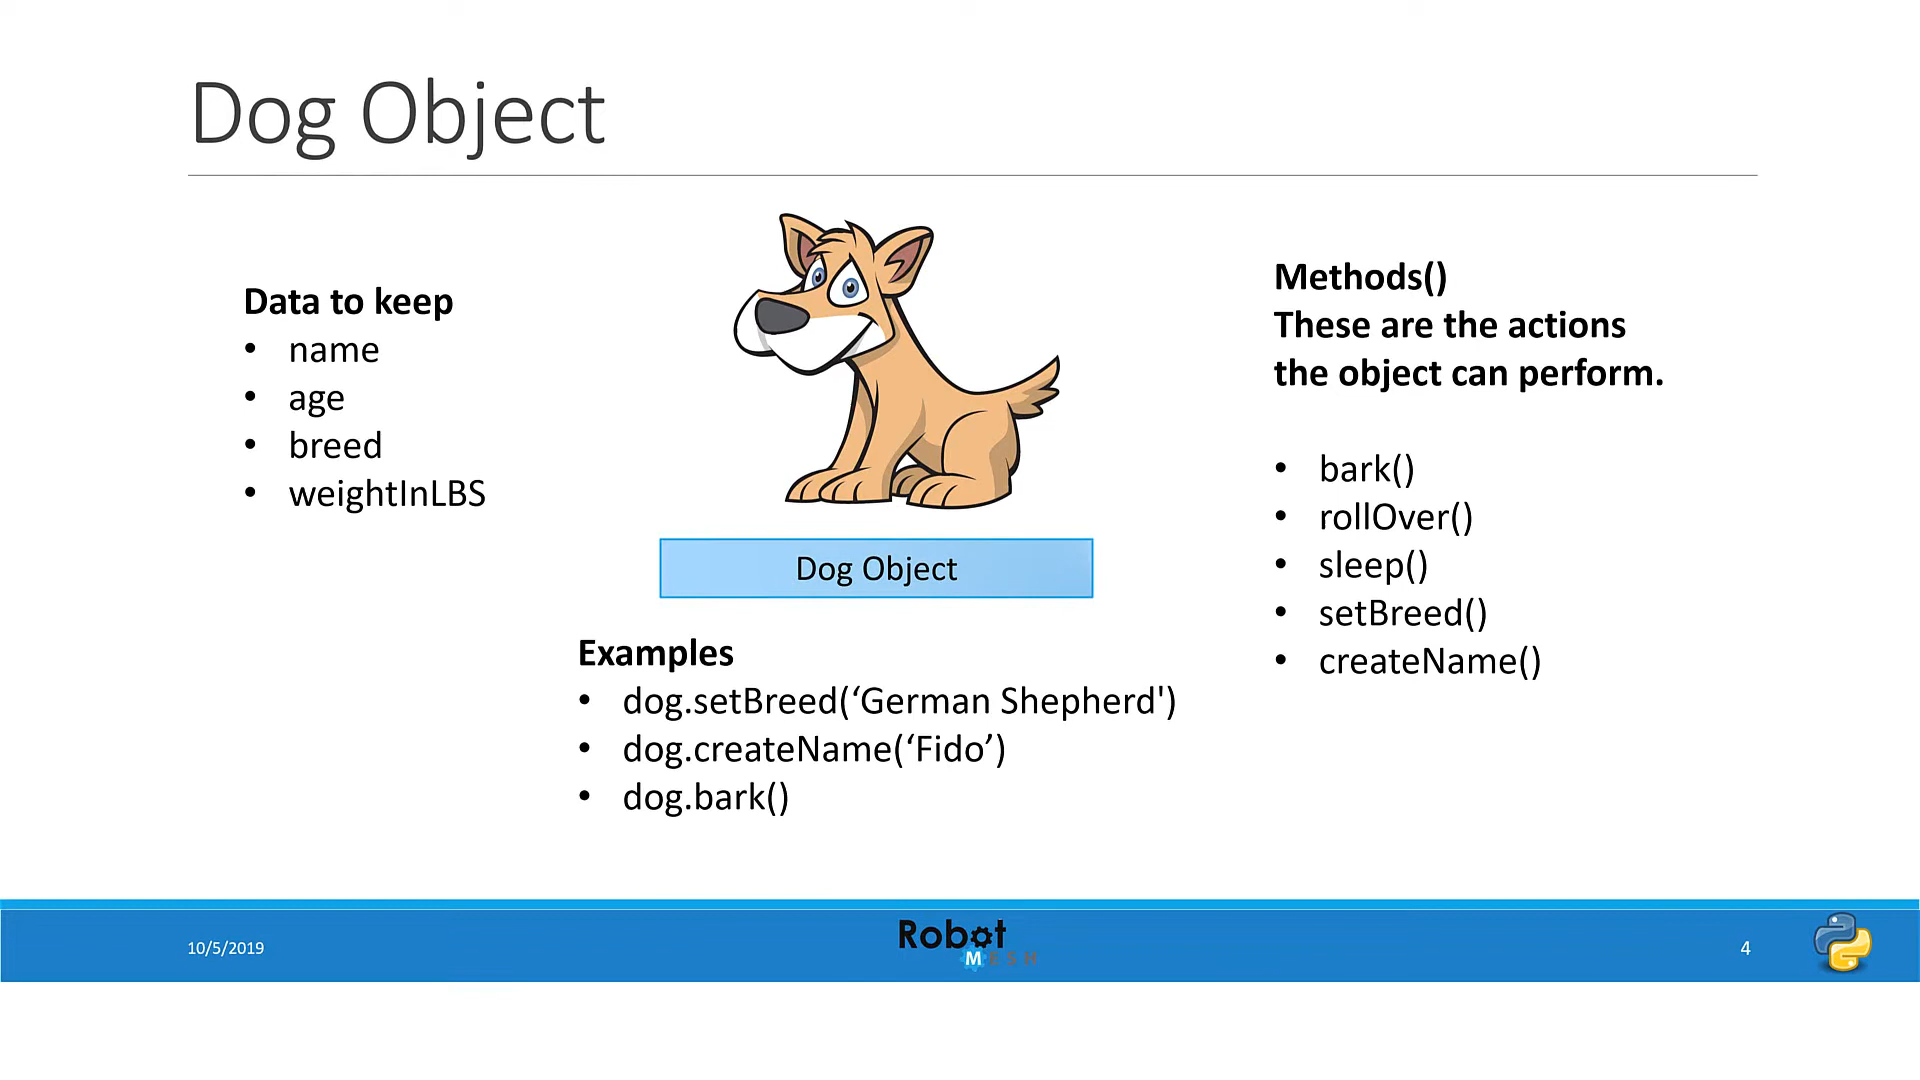 Dog Object
Data to keep
• name
• age
• breed
• weightInLBS
Dog Object
Examples
• dog.setBreed(‘German Shepherd')
• dog.createName(‘Fido’)
• dog.bark()
Methods()
These are the actions
the object can perform.
• bark()
• rollOver()
• sleep()
• setBreed()
• createName()
10/5/2019
Robot
MESH
4